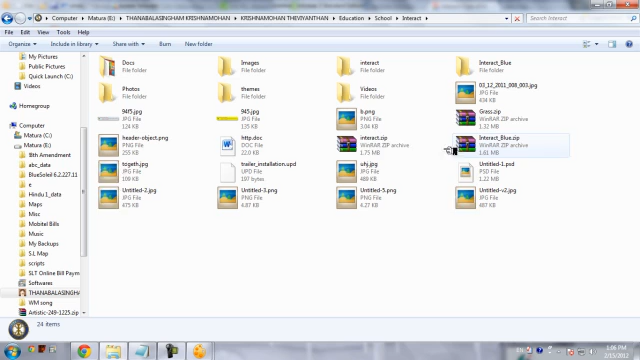 Computer ▸ Matura (E:) ▸ THANABALASINGHAM KRISHNAMOHAN ▸ KRISHNAMOHAN THEVIYANTHAN ▸ Education ▸ School ▸ Interact ▸
Search Interact
File Edit View Tools Help
Organize Include in library Share with Burn New folder
My Pictures
Public Pictures
Quick Launch (C:)
Videos
Homegroup
Computer
Matura (C:)
Matura (E:)
18th Amendment
abc_data
BlueSoleil 6.2.227.11
e
Hindu 1_data
Maps
Misc
Mobitel Bills
Music
My Backups
S.L Map
scripts
SLT Online Bill Paym
Softwares
THANABALASINGHA
WM song
Artistic-249-1225.zip
Docs
File folder
Images
File folder
interact
File folder
Interact_Blue
File folder
Photos
File folder
themes
File folder
Videos
File folder
03_12_2011_008_003.jpg
JPG File
434 KB
94f5.jpg
JPG File
124 KB
945.jpg
JPG File
135 KB
b.png
PNG File
3.04 KB
Grass.zip
WinRAR ZIP archive
1.32 MB
header-object.png
PNG File
255 KB
http.doc
DOC File
22.0 KB
interact.zip
WinRAR ZIP archive
1.75 MB
Interact_Blue.zip
WinRAR ZIP archive
1.61 MB
togeth.jpg
JPG File
trailer_installation.upd
UPD File
197 bytes
uhj.jpg
JPG File
469 KB
Untitled-1.psd
PSD File
1.22 MB
Untitled-2.jpg
JPG File
475 KB
Untitled-3.png
PNG File
4.87 KB
Untitled-5.png
PNG File
4.27 KB
Untitled-v2.jpg
JPG File
487 KB
24 items
EN
1:06 PM
2/15/2012